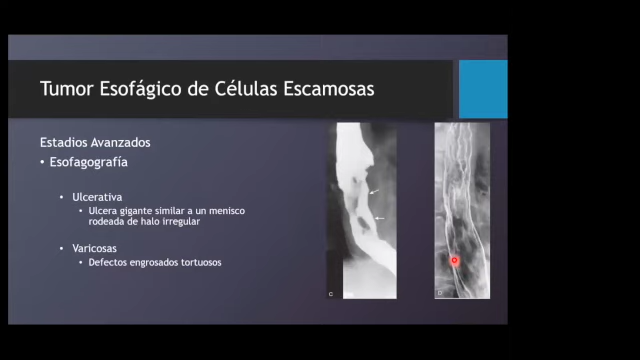 Tumor Esofágico de Células Escamosas
Estadios Avanzados
• Esofagografía
• Ulcerativa
• Ulcera gigante similar a un menisco
rodeada de halo irregular
• Varicosas
• Defectos engrosados tortuosos
C